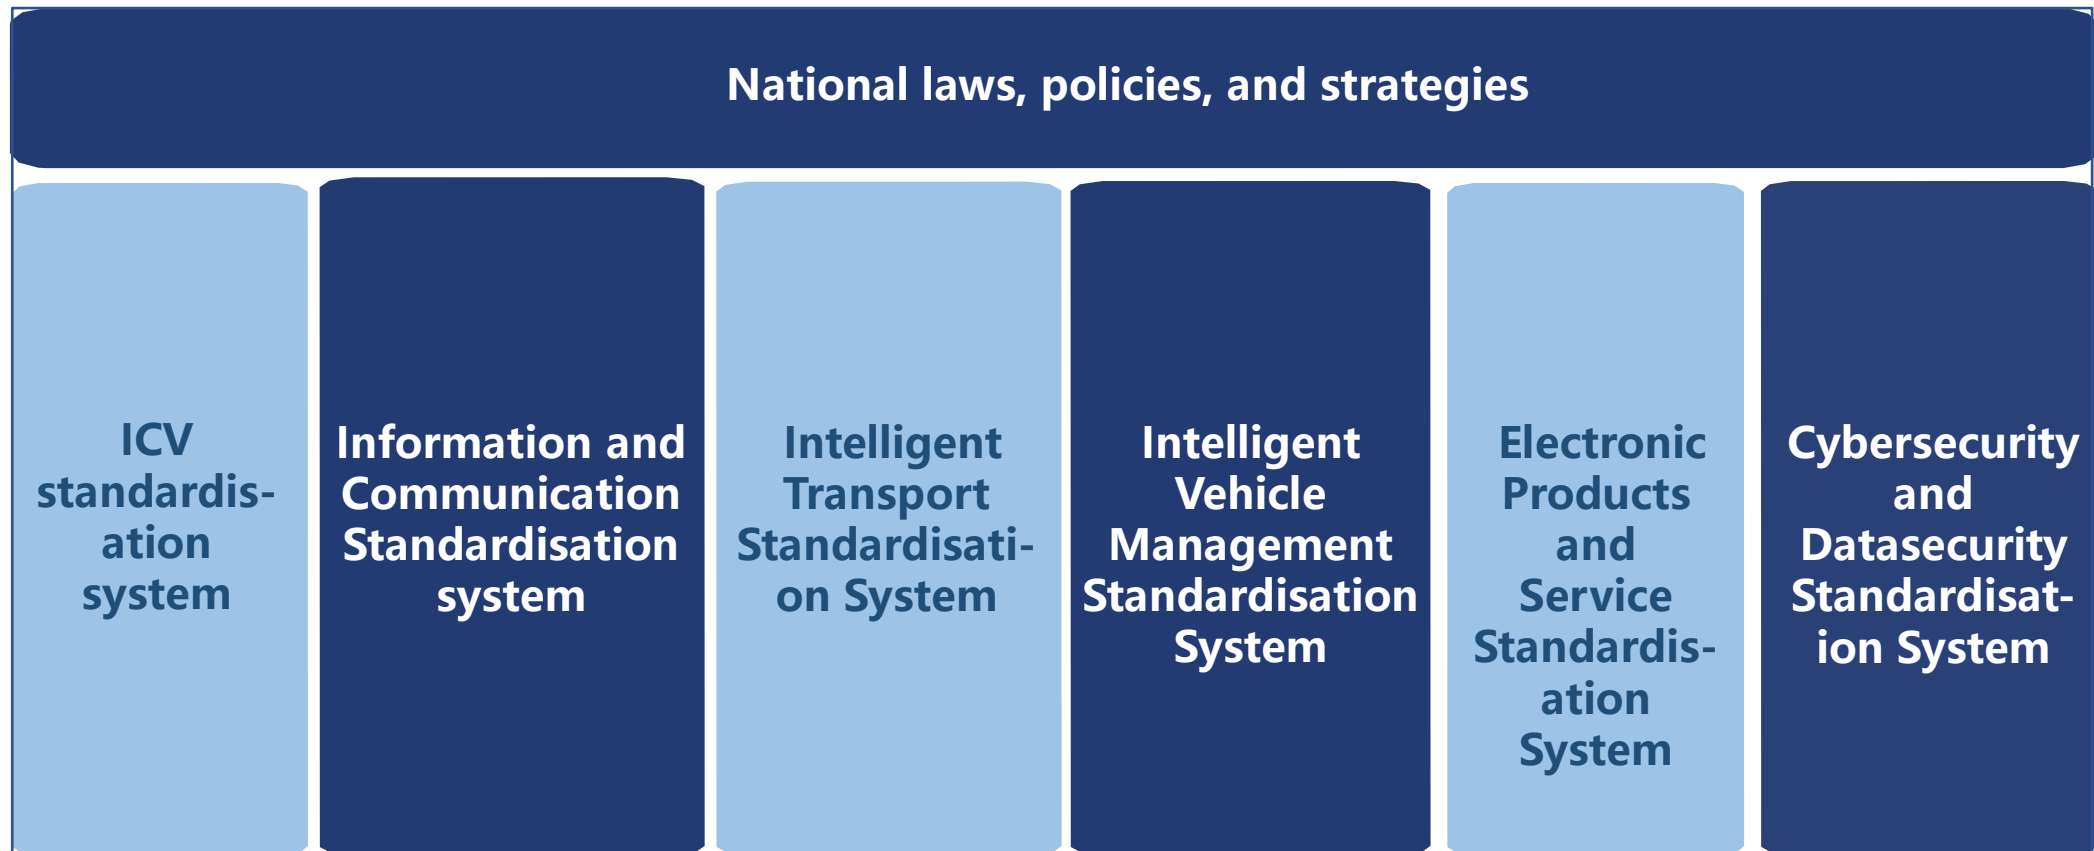 National laws, policies, and strategies
ICV
standardis-
ation
system
Information and
Communication
Standardisation
system
Intelligent
Transport
Standardisati-
on System
Intelligent
Vehicle
Management
Standardisation
System
Electronic
Products
and
Service
Standardis-
ation
System
Cybersecurity
and
Datasecurity
Standardisat-
ion System